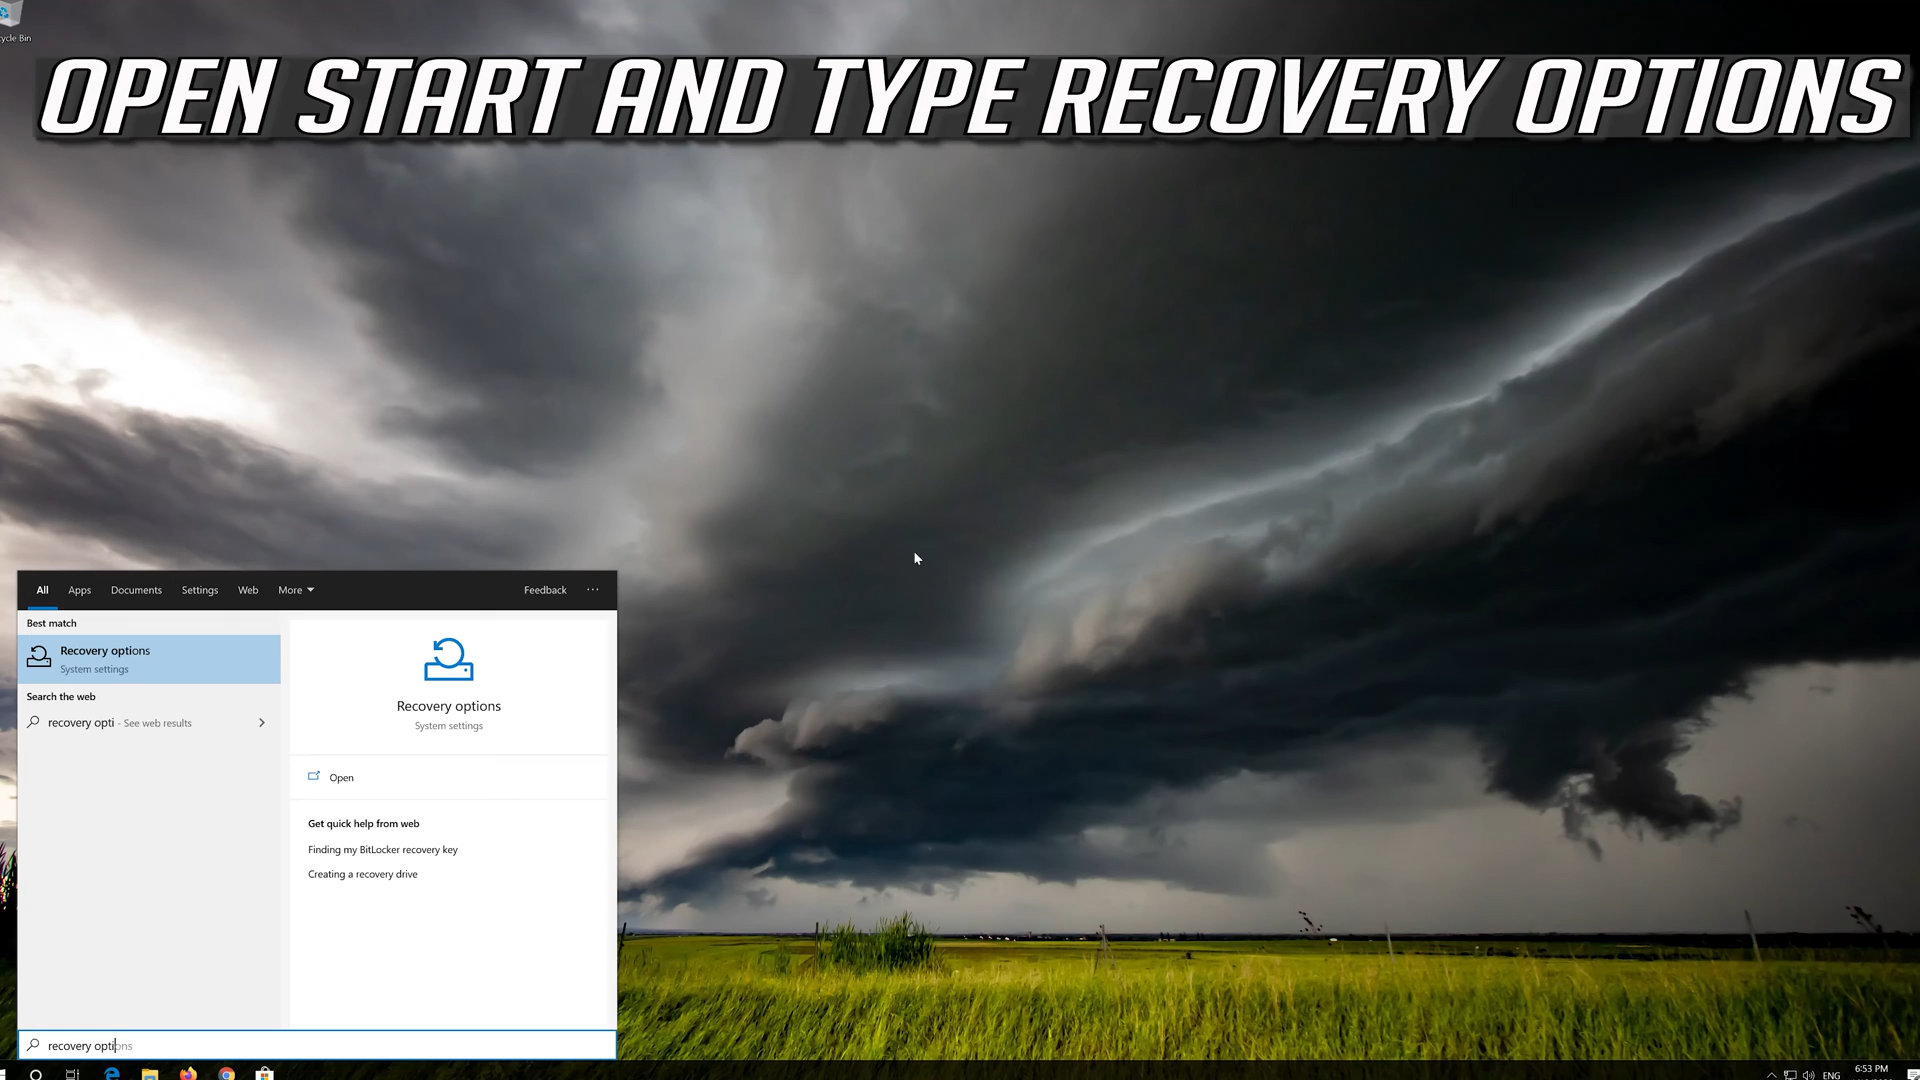 cycle Bin
OPEN START AND TYPE RECOVERY OPTIONS
All Apps Documents Settings Web More Feedback ...
Best match
Recovery options
System settings
Search the web
recovery opti - See web results
Recovery options
System settings
Open
Get quick help from web
Finding my BitLocker recovery key
Creating a recovery drive
recovery options
ENG
6:53 PM